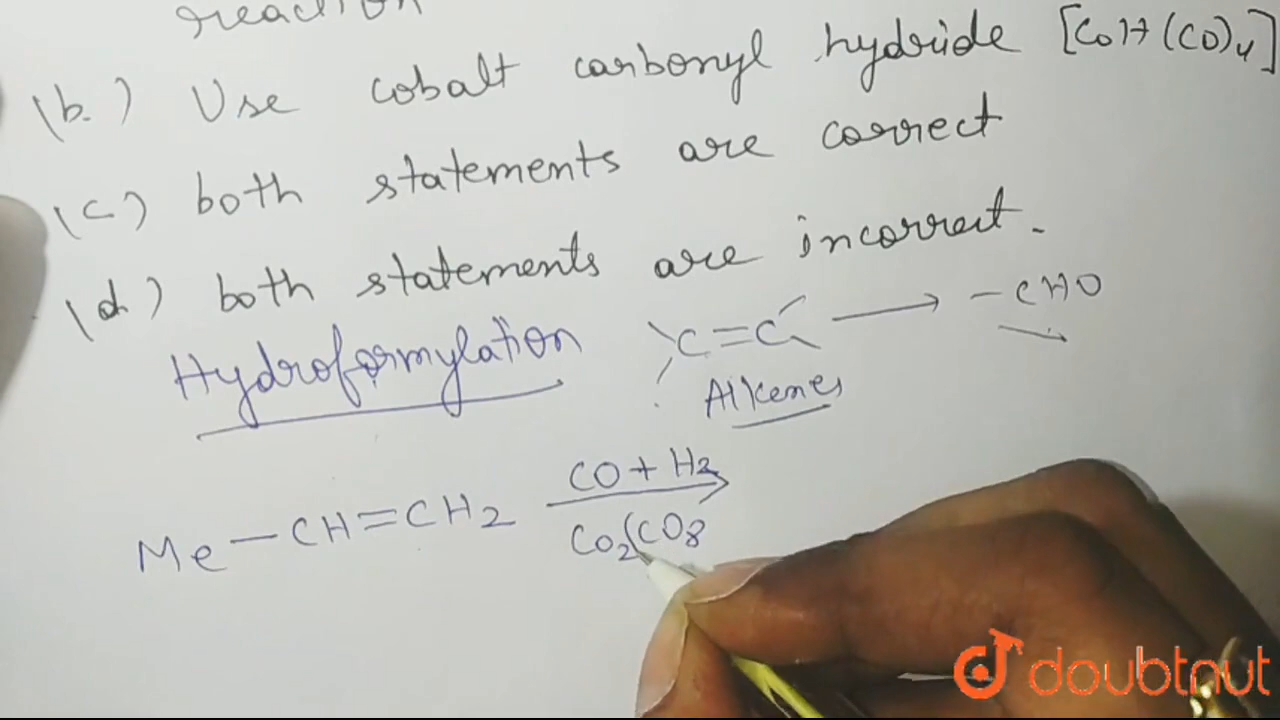 reaction
(b.) Use cobalt carbonyl hydride [CoH(CO)4]
(c) both statements are correct
(d.) both statements are incorrect.
Hydroformylation C=C → -CHO
Alkenes
Me-CH=CH2 CO+H2
Co2(CO8
doubtnut